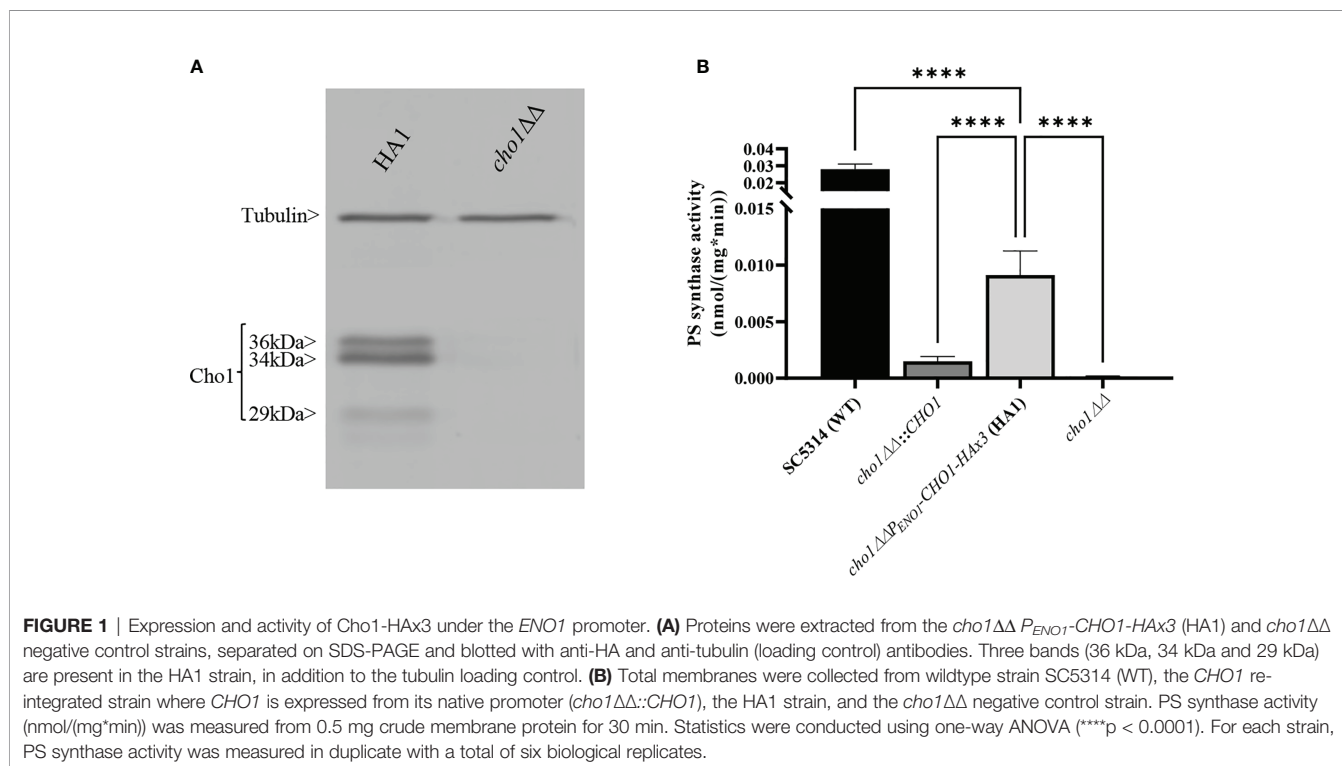 A
HA1
cho1ΔΔ
Tubulin>
36kDa>
34kDa>
Cho1
29kDa>
B
****
**** ****
PS synthase activity
(nmol/(mg*min))
0.04
0.03
0.02
0.015
0.010
0.005
0.000
SC5314 (WT)
cho1ΔΔ::CHO1
cho1ΔΔP_ENO1-CHO1-HAx3 (HA1)
cho1ΔΔ
FIGURE 1 | Expression and activity of Cho1-HAx3 under the ENO1 promoter. (A) Proteins were extracted from the cho1ΔΔ P_ENO1-CHO1-HAx3 (HA1) and cho1ΔΔ
negative control strains, separated on SDS-PAGE and blotted with anti-HA and anti-tubulin (loading control) antibodies. Three bands (36 kDa, 34 kDa and 29 kDa)
are present in the HA1 strain, in addition to the tubulin loading control. (B) Total membranes were collected from wildtype strain SC5314 (WT), the CHO1 re-
integrated strain where CHO1 is expressed from its native promoter (cho1ΔΔ::CHO1), the HA1 strain, and the cho1ΔΔ negative control strain. PS synthase activity
(nmol/(mg*min)) was measured from 0.5 mg crude membrane protein for 30 min. Statistics were conducted using one-way ANOVA (****p < 0.0001). For each strain,
PS synthase activity was measured in duplicate with a total of six biological replicates.